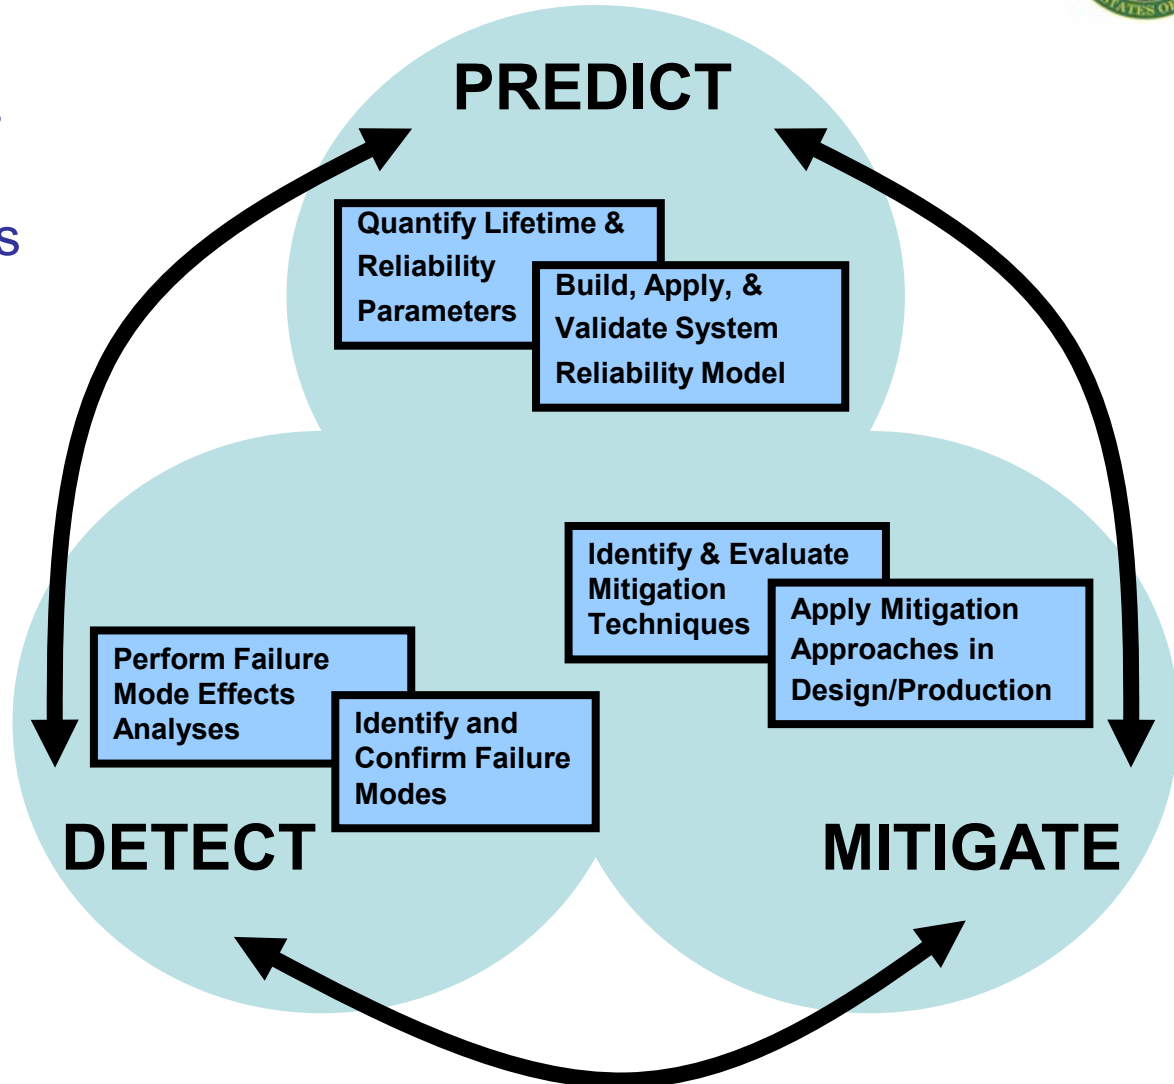 PREDICT
Quantify Lifetime &
Reliability
Parameters
Build, Apply, &
Validate System
Reliability Model
Identify & Evaluate
Mitigation
Techniques
Apply Mitigation
Approaches in
Design/Production
Perform Failure
Mode Effects
Analyses
Identify and
Confirm Failure
Modes
DETECT
MITIGATE